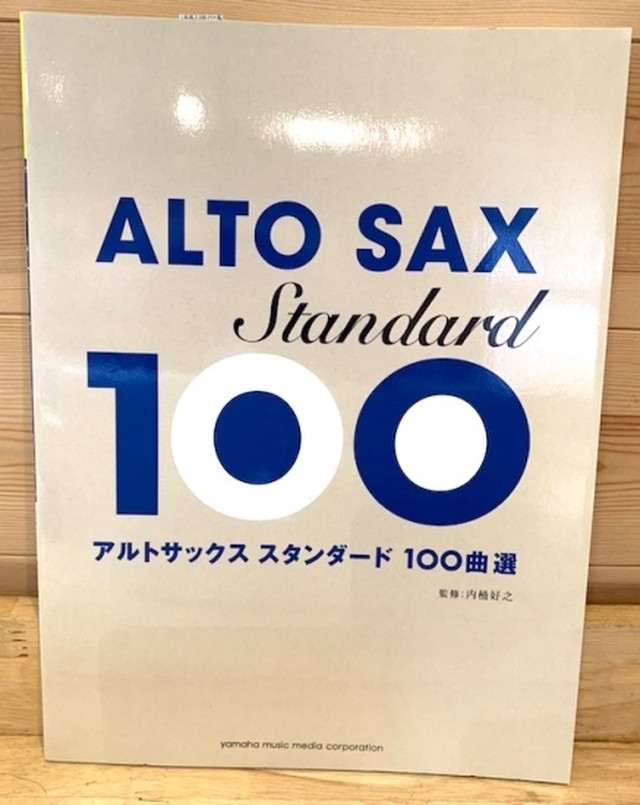 ALTO SAX
Standard
100
アルトサックス スタンダード 100曲選
監修：内桶好之
yamaha music media corporation